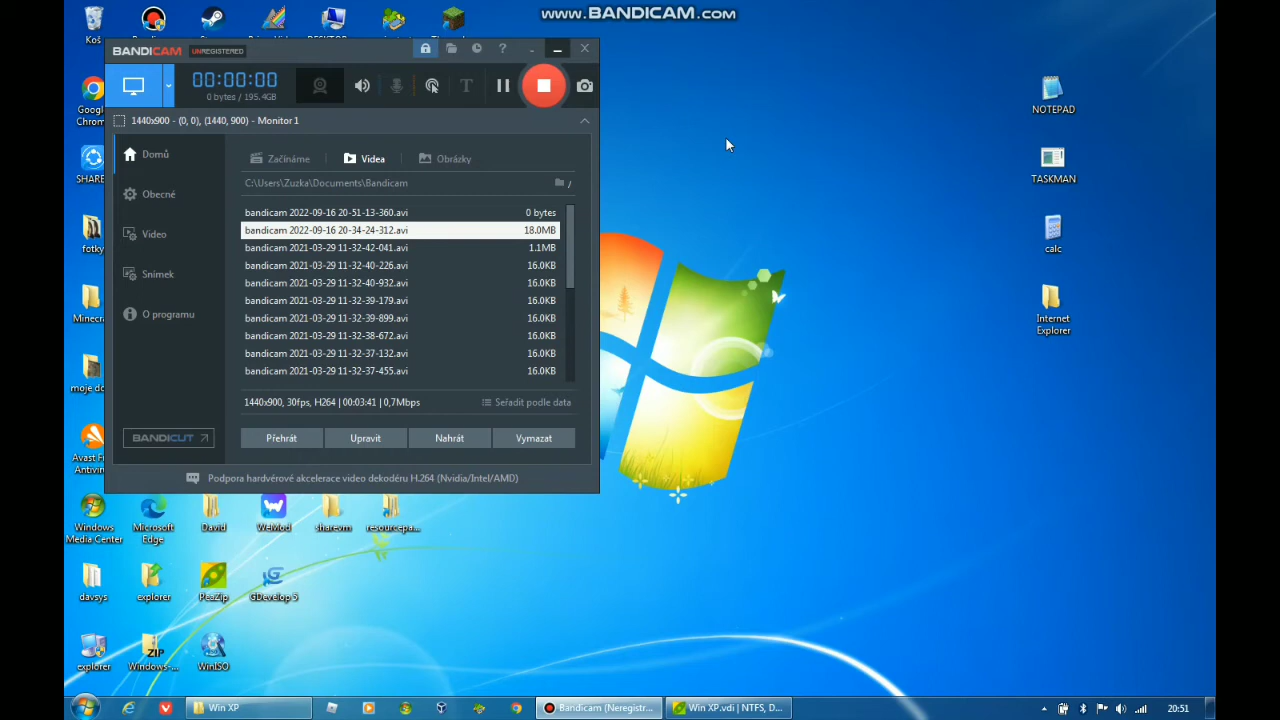 www.BANDICAM.com
Koš
BANDICAM UNREGISTERED
?
00:00:00
0 bytes / 195.4GB
T
1440x900 - (0, 0), (1440, 900) - Monitor 1
Domů
Obecné
Video
Snímek
O programu
BANDICUT
Začínáme
Videa
Obrázky
C:\Users\Zuzka\Documents\Bandicam
/
bandicam 2022-09-16 20-51-13-360.avi 0 bytes
bandicam 2022-09-16 20-34-24-312.avi 18.0MB
bandicam 2021-03-29 11-32-42-041.avi 1.1MB
bandicam 2021-03-29 11-32-40-226.avi 16.0KB
bandicam 2021-03-29 11-32-40-932.avi 16.0KB
bandicam 2021-03-29 11-32-39-179.avi 16.0KB
bandicam 2021-03-29 11-32-39-899.avi 16.0KB
bandicam 2021-03-29 11-32-38-672.avi 16.0KB
bandicam 2021-03-29 11-32-37-132.avi 16.0KB
bandicam 2021-03-29 11-32-37-455.avi 16.0KB
1440x900, 30fps, H264 | 00:03:41 | 0,7Mbps
Seřadit podle data
Přehrát
Upravit
Nahrát
Vymazat
Podpora hardvérové akcelerace video dekodéru H.264 (Nvidia/Intel/AMD)
Google
Chrom
SHARE
fotky
Minecra
moje do
Avast F
Antivir
Windows
Media Center
Microsoft
Edge
David
WeMod
sharevm
resourcepa...
davsys
explorer
PeaZip
GDevelop 5
explorer
ZIP
Windows-...
WinISO
NOTEPAD
TASKMAN
calc
Internet
Explorer
Win XP
Bandicam (Neregistr...
Win XP.vdi | NTFS, D...
20:51